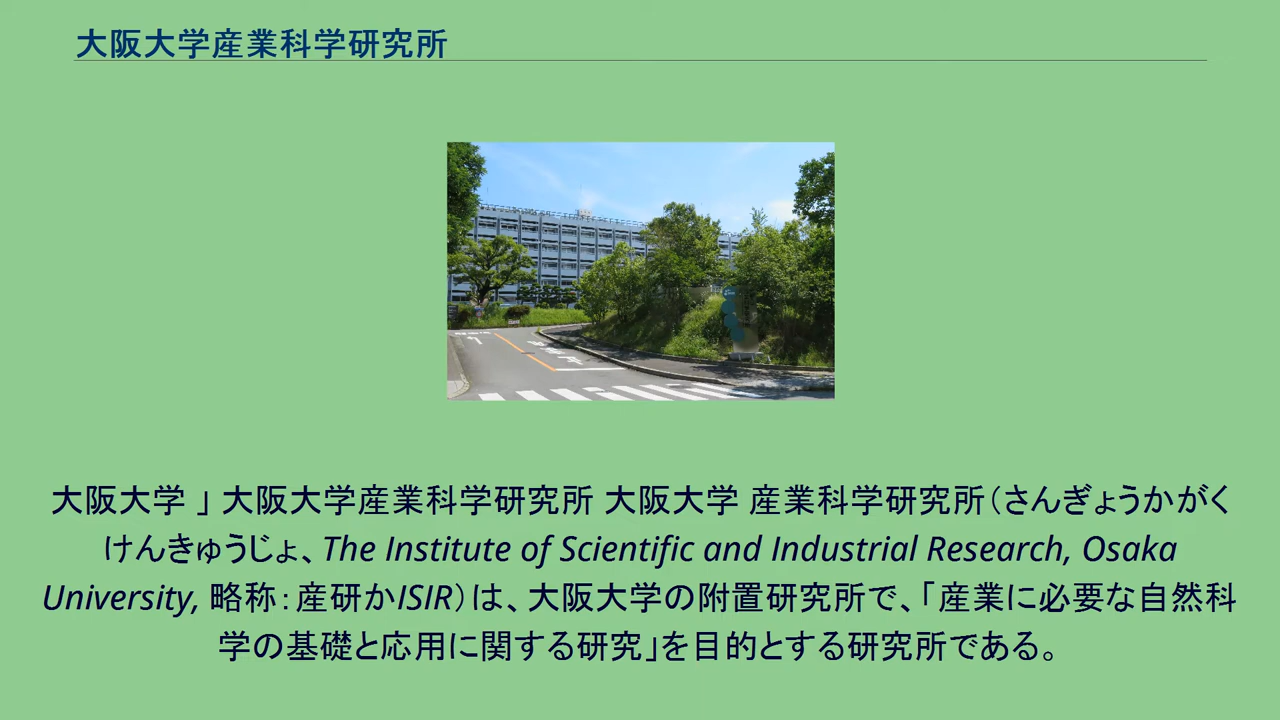 大阪大学産業科学研究所
大阪大学 」 大阪大学産業科学研究所 大阪大学 産業科学研究所（さんぎょうかがく
けんきゅうじょ、The Institute of Scientific and Industrial Research, Osaka
University, 略称：産研かISIR）は、大阪大学の附置研究所で、「産業に必要な自然科
学の基礎と応用に関する研究」を目的とする研究所である。